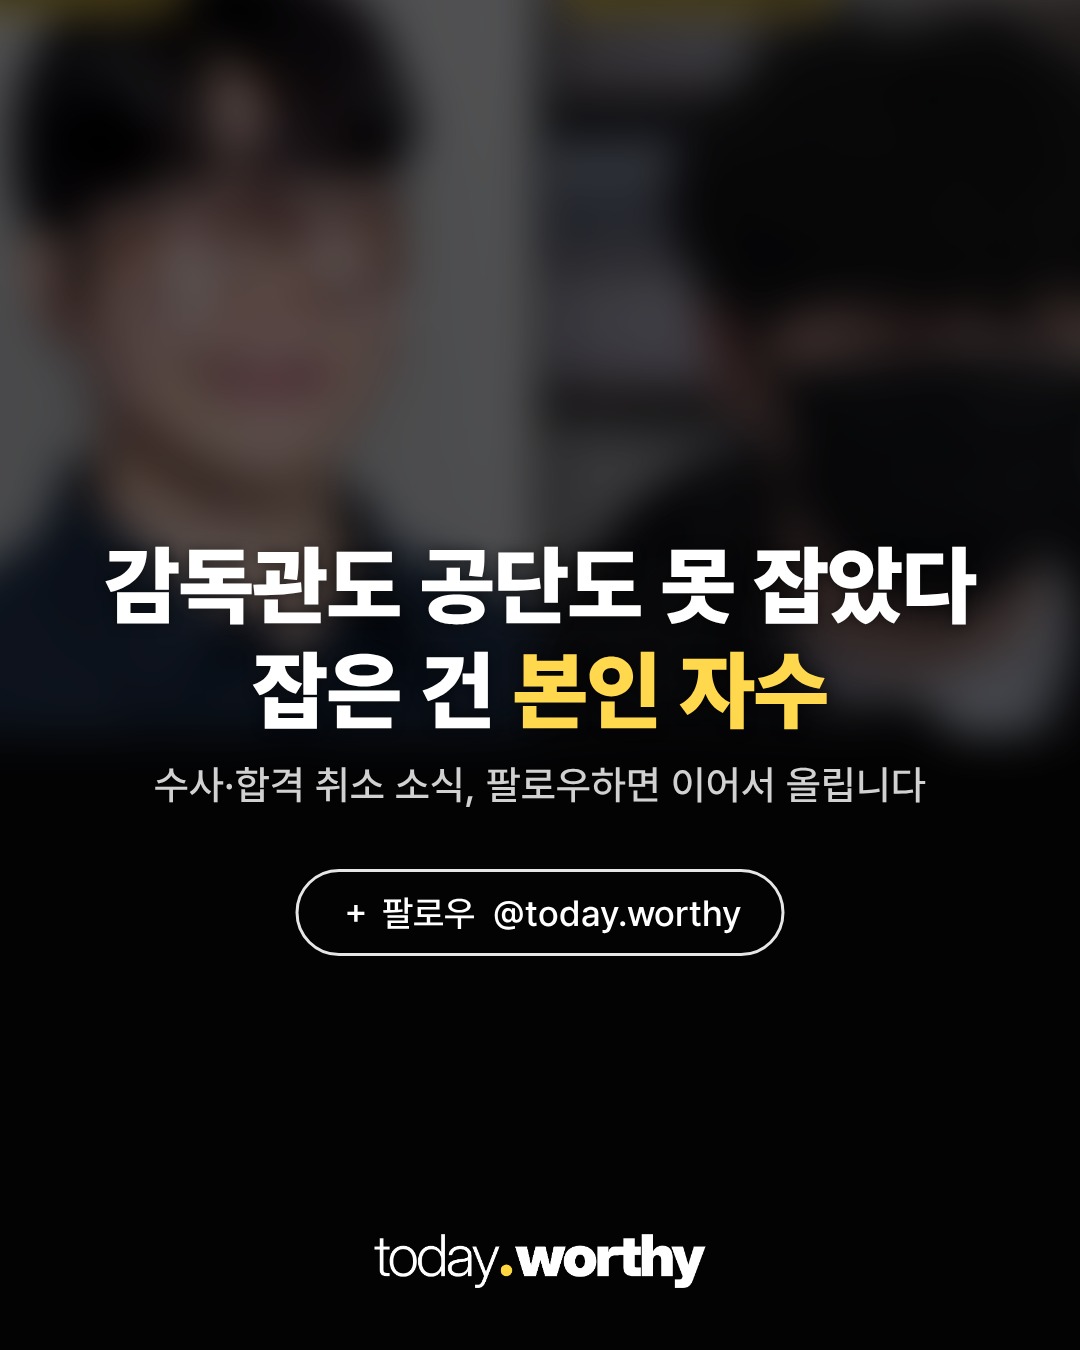 감독관도 공단도 못 잡았다
잡은 건 본인 자수
수사·합격 취소 소식, 팔로우하면 이어서 올립니다
+ 팔로우 @today.worthy
today.worthy